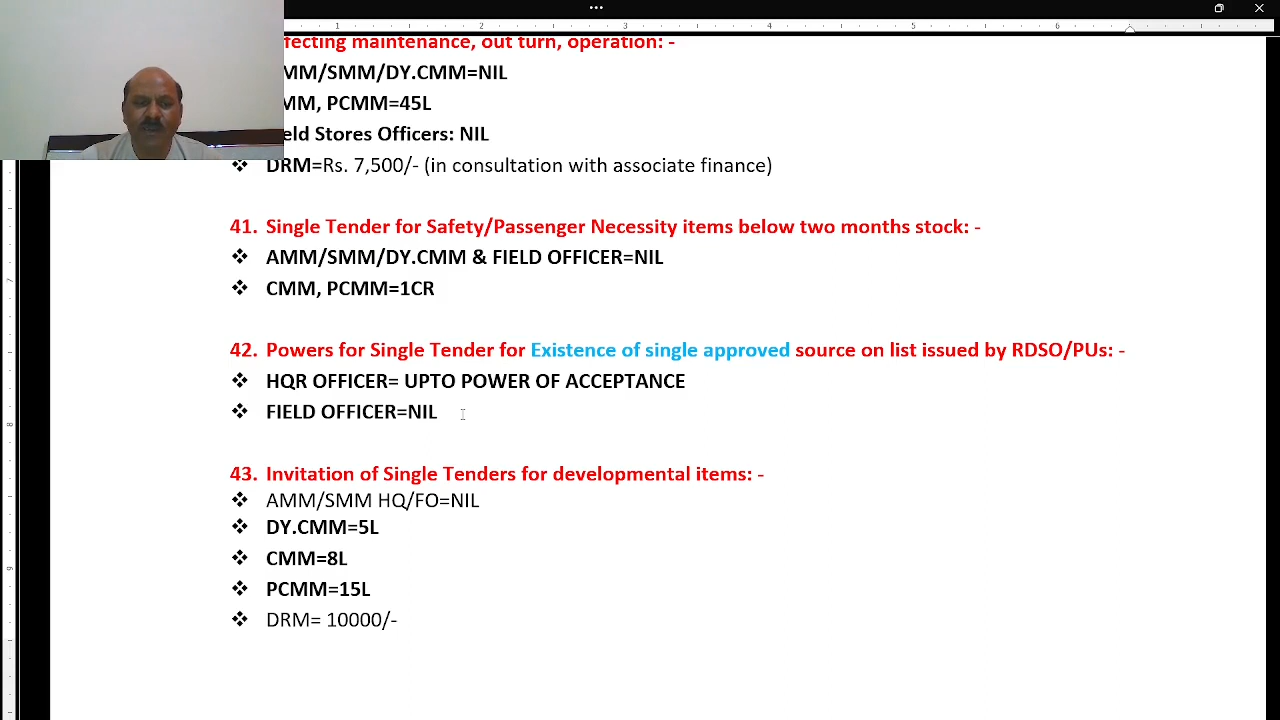 fecting maintenance, out turn, operation: -
MM/SMM/DY.CMM=NIL
MM, PCMM=45L
eld Stores Officers: NIL
❖ DRM=Rs. 7,500/- (in consultation with associate finance)
41. Single Tender for Safety/Passenger Necessity items below two months stock: -
❖ AMM/SMM/DY.CMM & FIELD OFFICER=NIL
❖ CMM, PCMM=1CR
42. Powers for Single Tender for Existence of single approved source on list issued by RDSO/PUs: -
❖ HQR OFFICER= UPTO POWER OF ACCEPTANCE
❖ FIELD OFFICER=NIL
43. Invitation of Single Tenders for developmental items: -
❖ AMM/SMM HQ/FO=NIL
❖ DY.CMM=5L
❖ CMM=8L
❖ PCMM=15L
❖ DRM= 10000/-